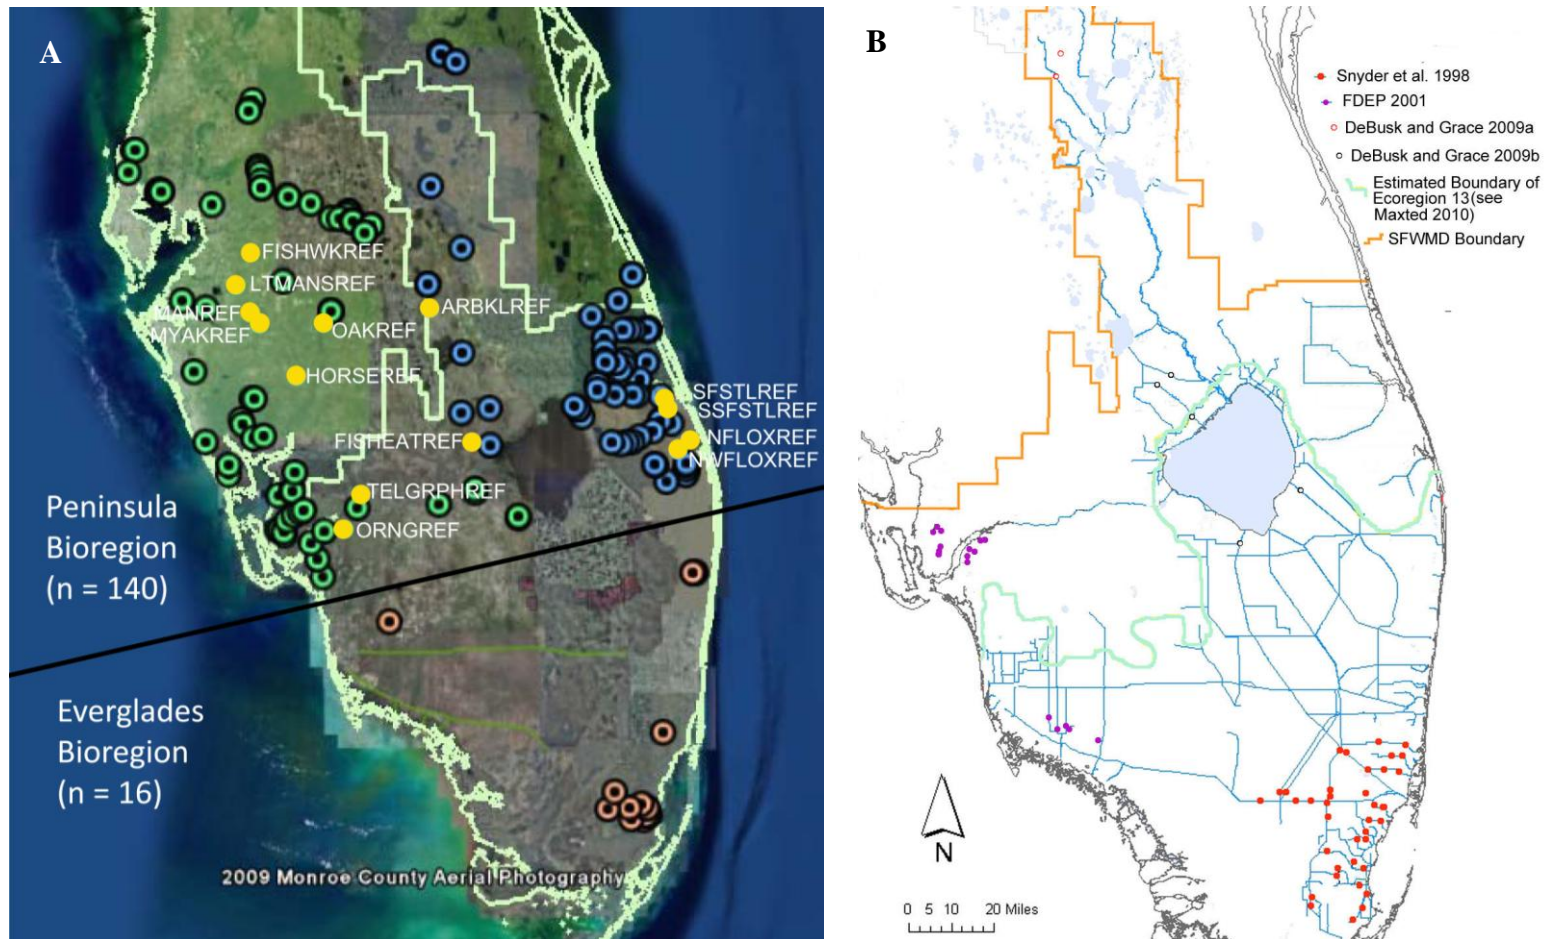 A
FISHWKREF
LTMANSREF
MANREF
MYAKREF
OAKREF
ARBKLREF
HORSEREF
SFSTLREF
SSFSTLREF
FISHEATREF
NFLOXREF
NWFLOXREF
TELGRPHREF
ORNGREF
Peninsula
Bioregion
(n = 140)
Everglades
Bioregion
(n = 16)
2009 Monroe County Aerial Photography
B
Snyder et al. 1998
FDEP 2001
DeBusk and Grace 2009a
DeBusk and Grace 2009b
Estimated Boundary of
Ecoregion 13(see
Maxted 2010)
SFWMD Boundary
N
0 5 10 20 Miles